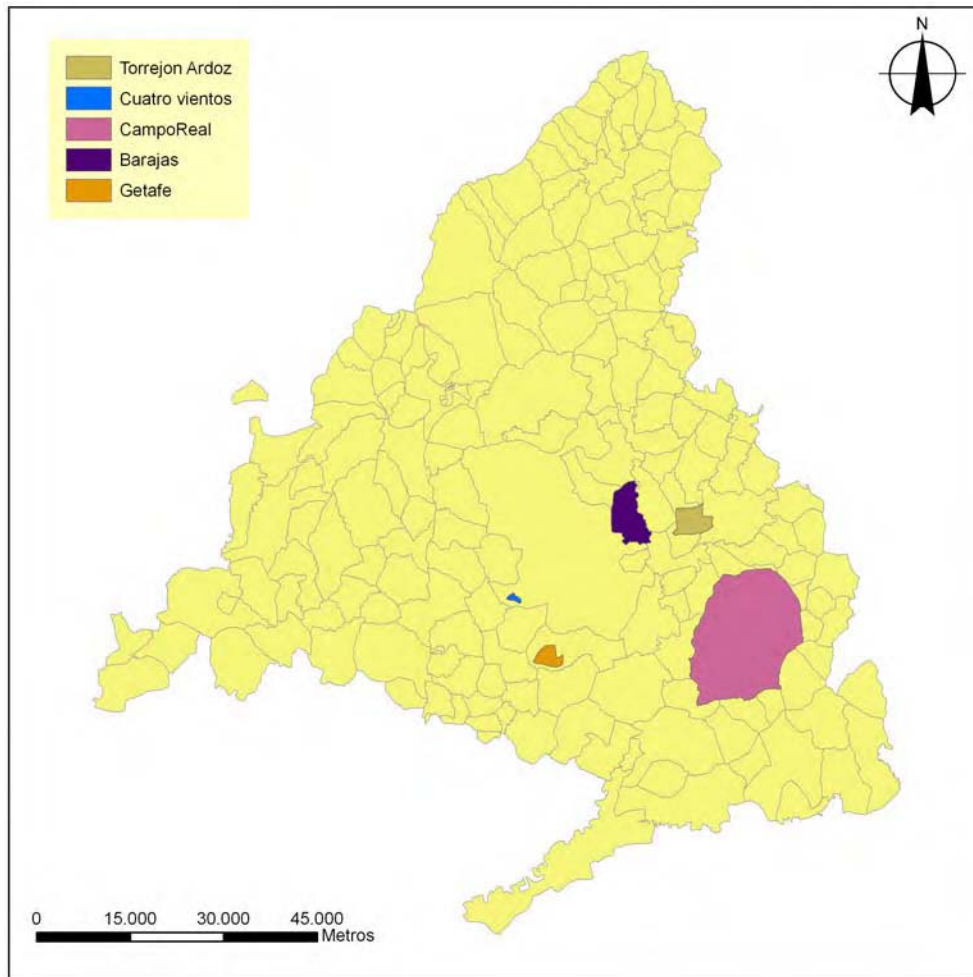 N
Torrejon Ardoz
Cuatro vientos
CampoReal
Barajas
Getafe
0 15.000 30.000 45.000
Metros